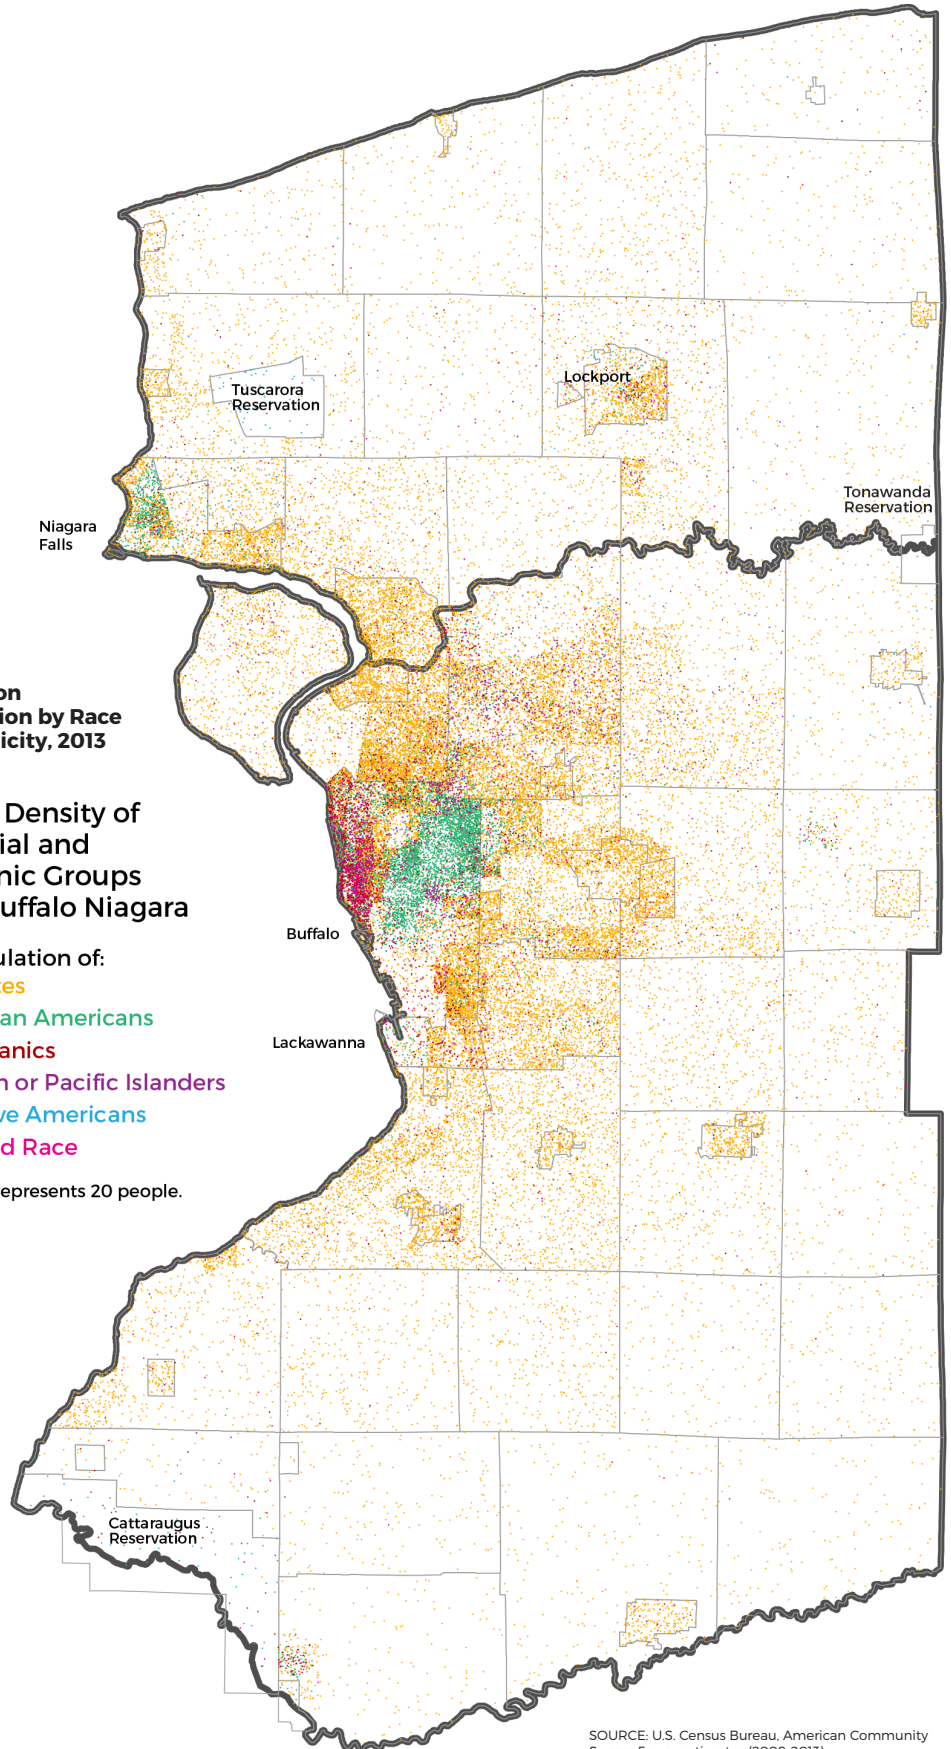 Tuscarora
Reservation
Lockport
Tonawanda
Reservation
Niagara
Falls
on
ion by Race
icity, 2013
Density of
ial and
nic Groups
uffalo Niagara
Buffalo
ulation of:
es
an Americans
Lackawanna
anics
n or Pacific Islanders
ve Americans
d Race
epresents 20 people.
Cattaraugus
Reservation
SOURCE: U.S. Census Bureau, American Community